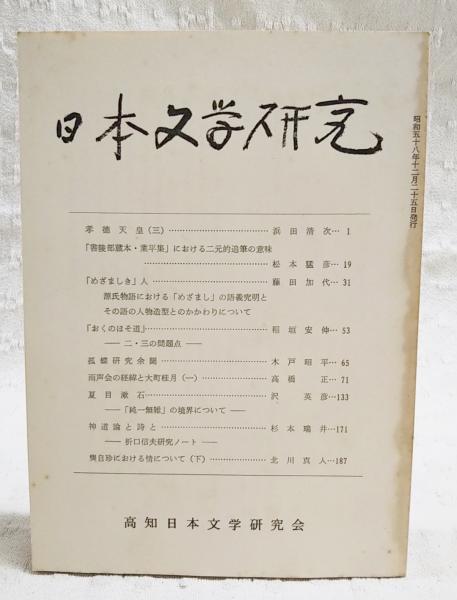 日本文学研究
昭和五十八年十二月二十五日発行
孝徳天皇(三)……………………………浜田清次… 1
「書陵部蔵本・業平集」における二元的追筆の意味
……………………………松本猛彦… 19
「めざましき」人……………………………藤田加代… 31
源氏物語における「めざまし」の語義究明と
その語の人物造型とのかかわりについて
「おくのほそ道」……………………………稲垣安伸… 53
―― 二・三の問題点 ――
孤蝶研究余聞……………………………木戸昭平… 65
雨声会の経緯と大町桂月(一)……………………………高橋正… 71
夏目漱石……………………………沢英彦…133
――「純一無雑」の境界について ――
神道論と詩と……………………………杉本瑞井…171
―― 折口信夫研究ノート ――
龔自珍における情について(下)……………………………北川真人…187
高知日本文学研究会